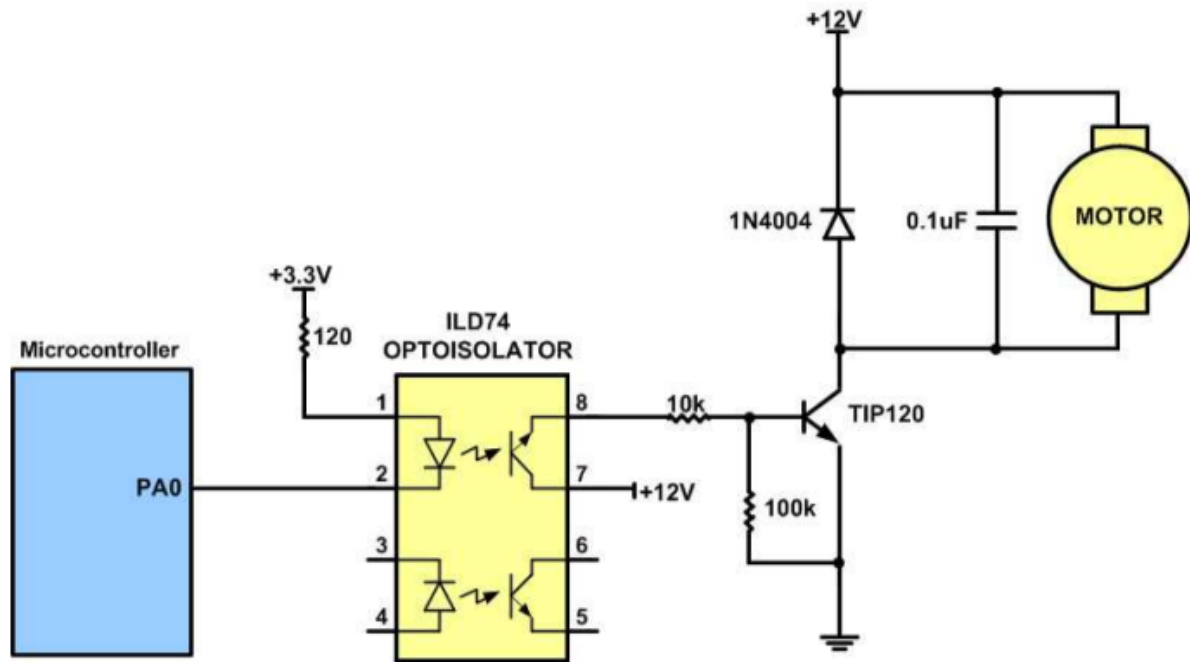 +12V
1N4004
0.1uF
MOTOR
+3.3V
120
ILD74
OPTOISOLATOR
Microcontroller
1
8
10k
TIP120
PA0
2
7
+12V
100k
3
6
4
5